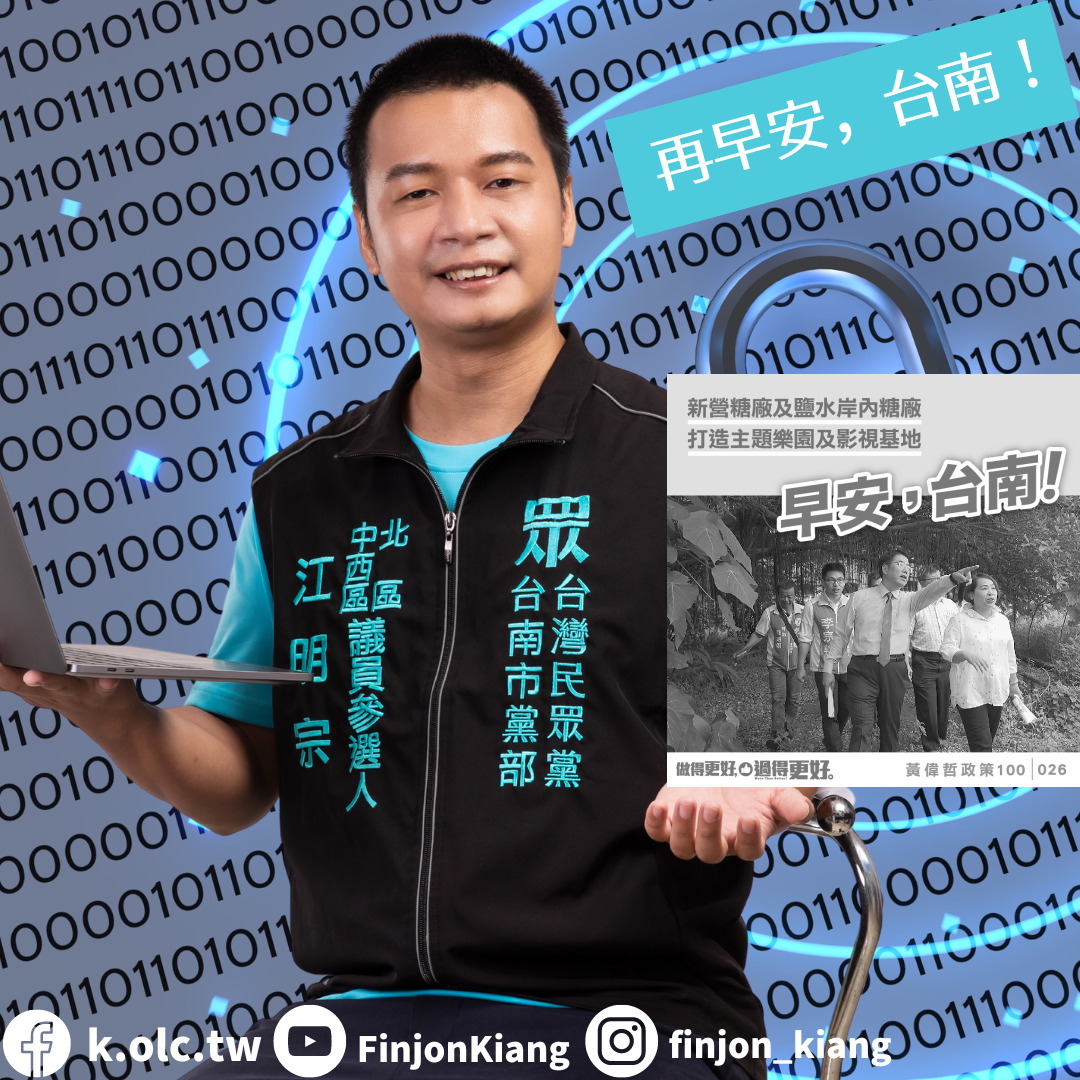 再早安，台南！
新營糖廠及鹽水岸內糖廠
打造主題樂園及影視基地
早安，台南!
做得更好，過得更好。
黃偉哲政策100 | 026
北區
中西區
議員參選人
江明宗
眾
台灣民眾黨
台南市黨部
k.olc.tw
FinjonKiang
finjon_kiang